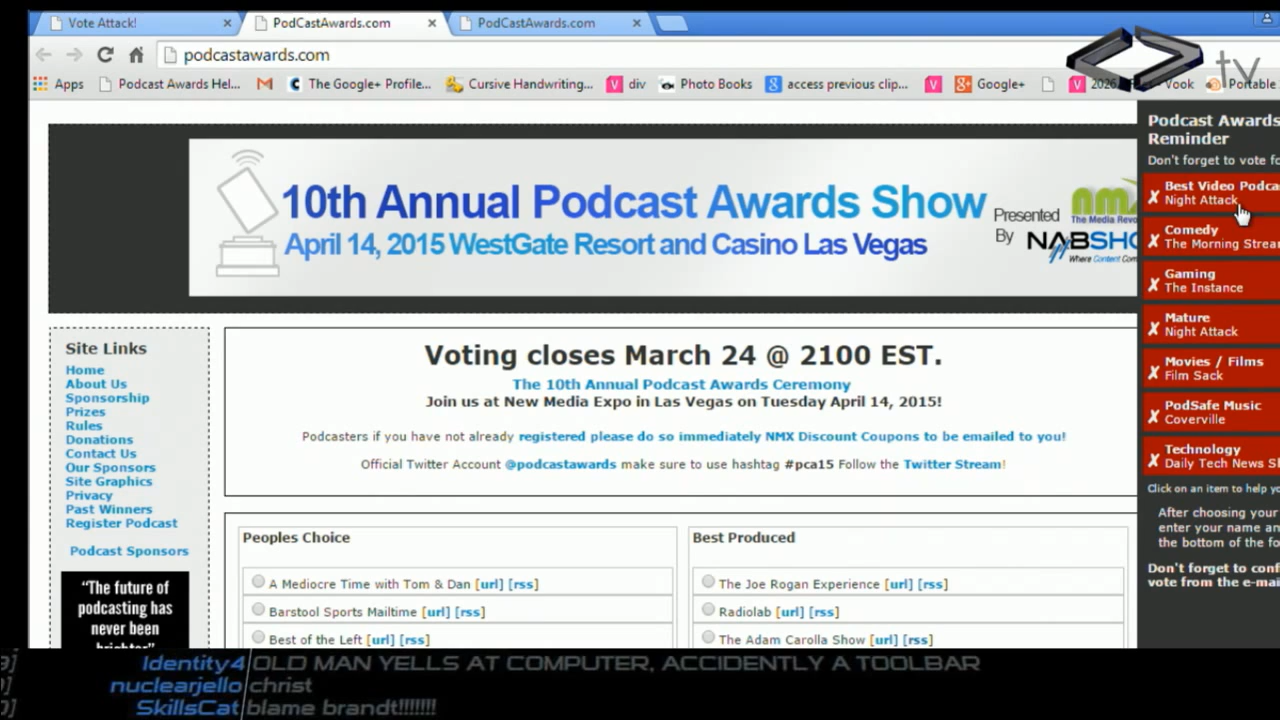 Vote Attack!
PodCastAwards.com
PodCastAwards.com
podcastawards.com
tv
Apps
Podcast Awards Hel...
The Google+ Profile...
Cursive Handwriting...
div
Photo Books
access previous clip...
Google+
Vook
Portable
10th Annual Podcast Awards Show
April 14, 2015 WestGate Resort and Casino Las Vegas
Presented
By
The Media Revo
NABSHO
Where Content Com
Podcast Awards
Reminder
Don't forget to vote fo
Best Video Podca
Night Attack
Comedy
The Morning Strea
Gaming
The Instance
Mature
Night Attack
Movies / Films
Film Sack
PodSafe Music
Coverville
Technology
Daily Tech News S
Click on an item to help yo
After choosing your
enter your name an
the bottom of the fo
Don't forget to conf
vote from the e-mai
Site Links
Home
About Us
Sponsorship
Prizes
Rules
Donations
Contact Us
Our Sponsors
Site Graphics
Privacy
Past Winners
Register Podcast
Podcast Sponsors
"The future of
podcasting has
never been
brighter"
Voting closes March 24 @ 2100 EST.
The 10th Annual Podcast Awards Ceremony
Join us at New Media Expo in Las Vegas on Tuesday April 14, 2015!
Podcasters if you have not already registered please do so immediately NMX Discount Coupons to be emailed to you!
Official Twitter Account @podcastawards make sure to use hashtag #pca15 Follow the Twitter Stream!
Peoples Choice
A Mediocre Time with Tom & Dan [url] [rss]
Barstool Sports Mailtime [url] [rss]
Best of the Left [url] [rss]
Best Produced
The Joe Rogan Experience [url] [rss]
Radiolab [url] [rss]
The Adam Carolla Show [url] [rss]
Identity4 OLD MAN YELLS AT COMPUTER, ACCIDENTLY A TOOLBAR
nuclearjello christ
SkillsCat blame brandt!!!!!!!